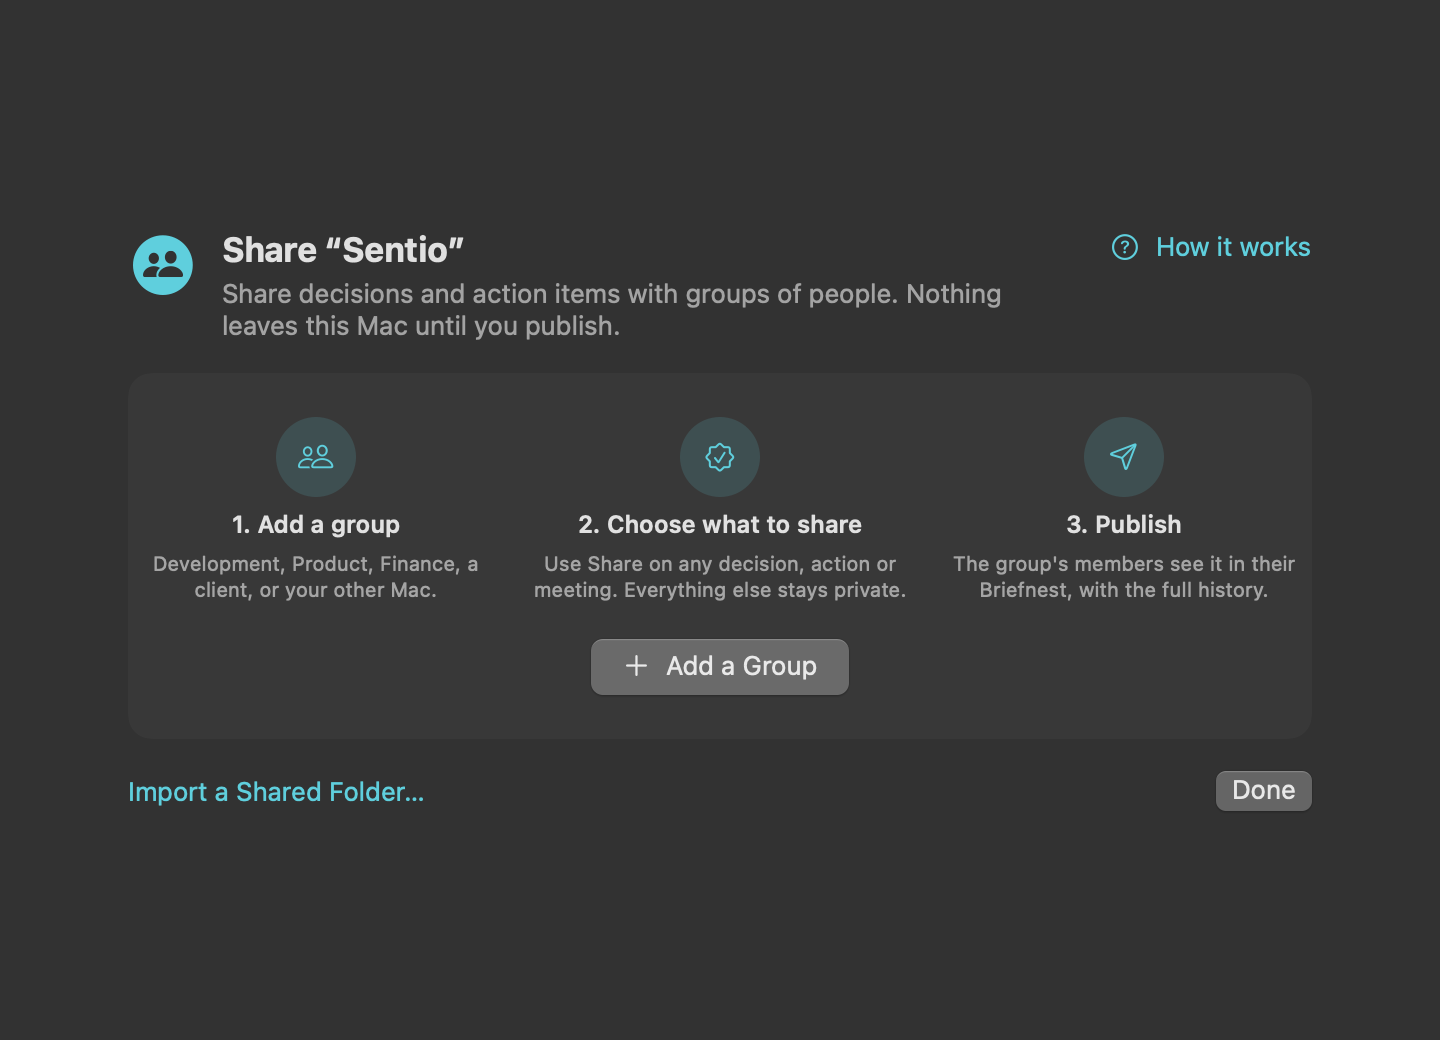 Share “Sentio”
How it works
Share decisions and action items with groups of people. Nothing
leaves this Mac until you publish.
1. Add a group
Development, Product, Finance, a
client, or your other Mac.
2. Choose what to share
Use Share on any decision, action or
meeting. Everything else stays private.
3. Publish
The group's members see it in their
Briefnest, with the full history.
Add a Group
Import a Shared Folder...
Done